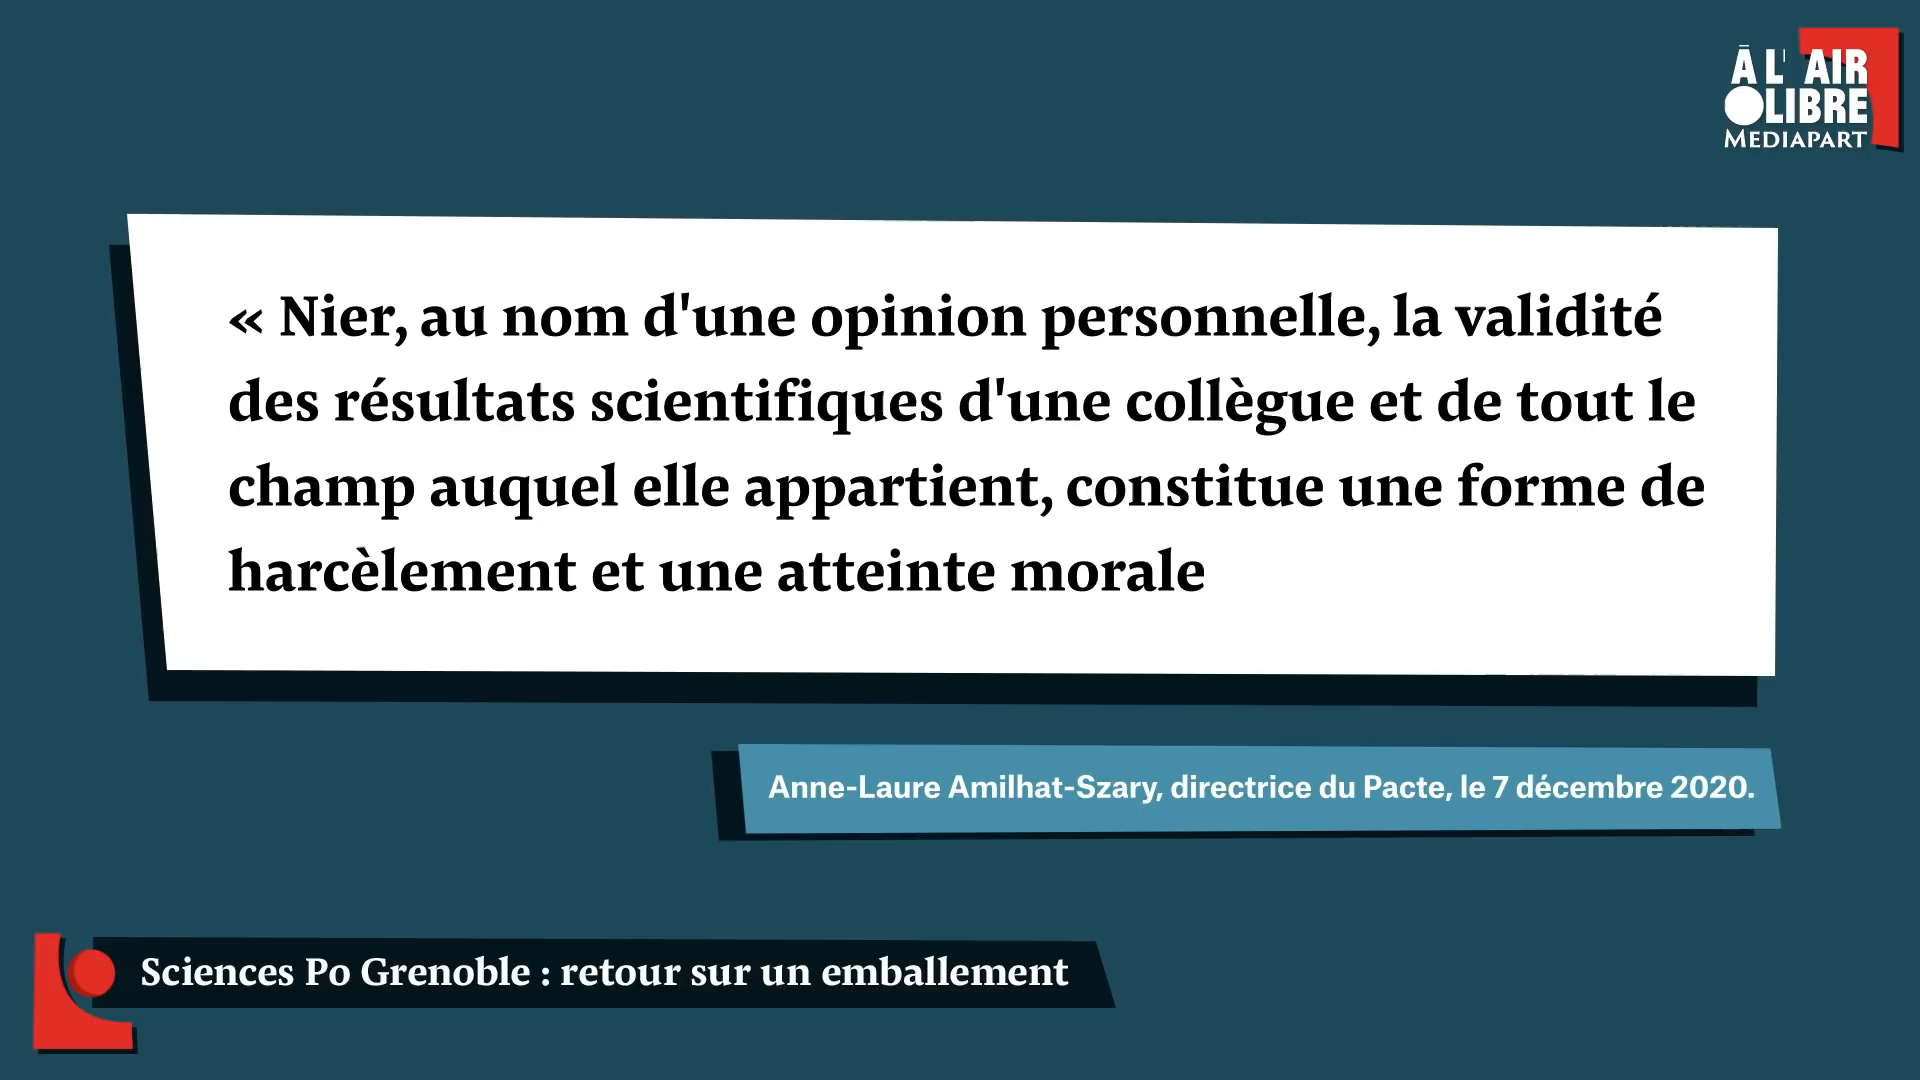 À L' AIR
LIBRE
MEDIAPART
« Nier, au nom d'une opinion personnelle, la validité
des résultats scientifiques d'une collègue et de tout le
champ auquel elle appartient, constitue une forme de
harcèlement et une atteinte morale
Anne-Laure Amilhat-Szary, directrice du Pacte, le 7 décembre 2020.
Sciences Po Grenoble : retour sur un emballement